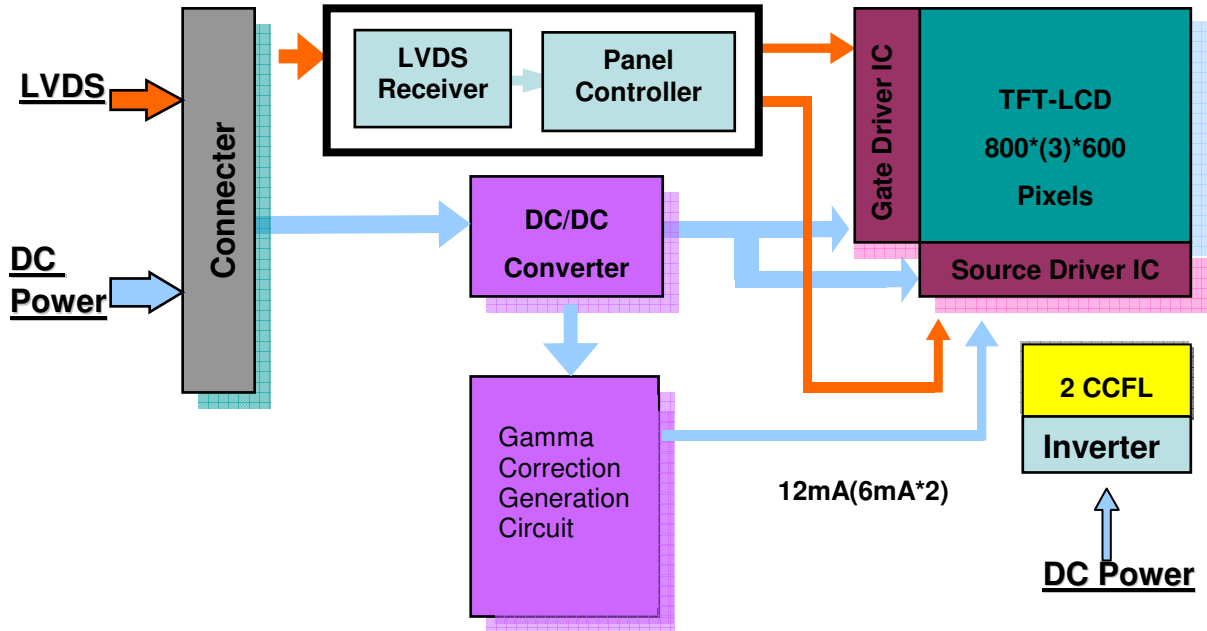 LVDS
DC
Power
Connecter
LVDS
Receiver
Panel
Controller
DC/DC
Converter
Gamma
Correction
Generation
Circuit
Gate Driver IC
TFT-LCD
800*(3)*600
Pixels
Source Driver IC
2 CCFL
Inverter
12mA(6mA*2)
DC Power